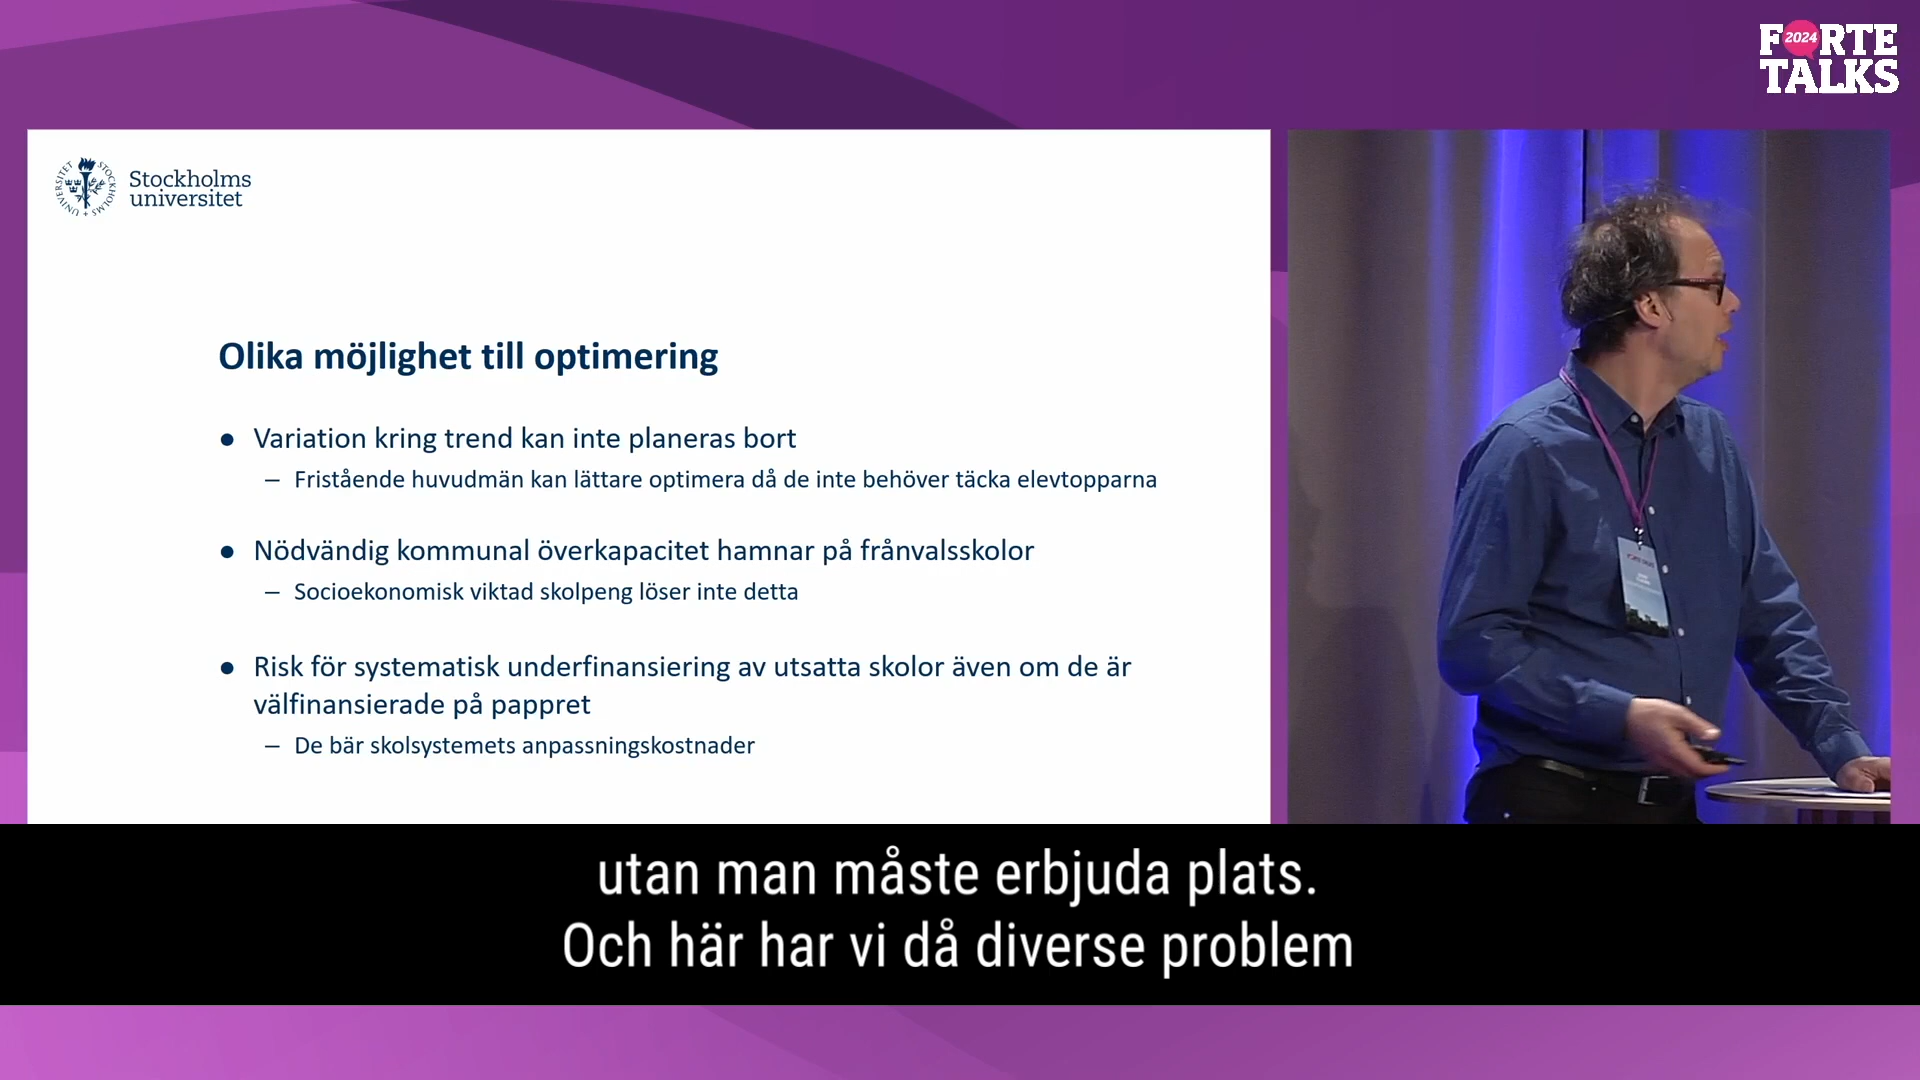 FORTE
2024
TALKS
Stockholms
universitet
Olika möjlighet till optimering
● Variation kring trend kan inte planeras bort
– Fristående huvudmän kan lättare optimera då de inte behöver täcka elevtopparna
● Nödvändig kommunal överkapacitet hamnar på frånvalsskolor
– Socioekonomisk viktad skolpeng löser inte detta
● Risk för systematisk underfinansiering av utsatta skolor även om de är
välfinansierade på pappret
– De bär skolsystemets anpassningskostnader
utan man måste erbjuda plats.
Och här har vi då diverse problem